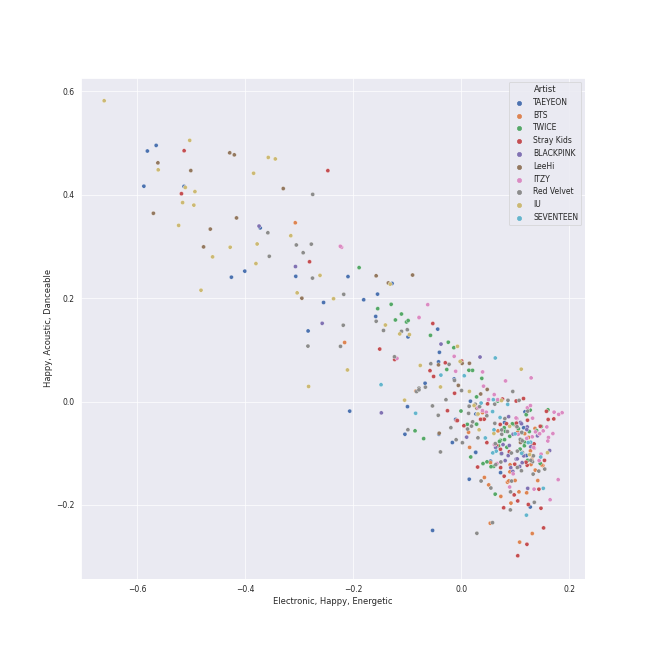 Artist
TAEYEON
BTS
TWICE
Stray Kids
BLACKPINK
LeeHi
ITZY
Red Velvet
IU
SEVENTEEN
0.6
0.4
0.2
0.0
−0.2
Happy, Acoustic, Danceable
−0.6
−0.4
−0.2
0.0
0.2
Electronic, Happy, Energetic